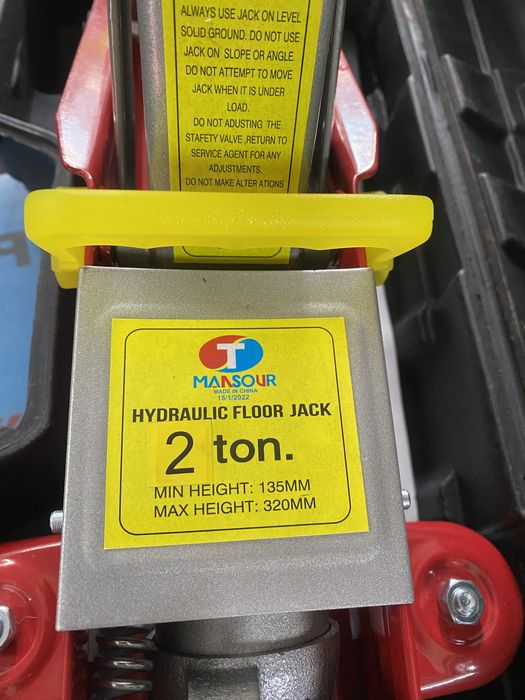 ALWAYS USE JACK ON LEVEL
SOLID GROUND. DO NOT USE
JACK ON SLOPE OR ANGLE.
DO NOT ATTEMPT TO MOVE
JACK WHEN IT IS UNDER
LOAD.
DO NOT ADUSTING THE
STAFETY VALVE ,RETURN TO
SERVICE AGENT FOR ANY
ADJUSTMENTS.
DO NOT MAKE ALTER ATIONS
T
MANSOUR
MADE IN CHINA
15/1/2022
HYDRAULIC FLOOR JACK
2 ton.
MIN HEIGHT: 135MM
MAX HEIGHT: 320MM